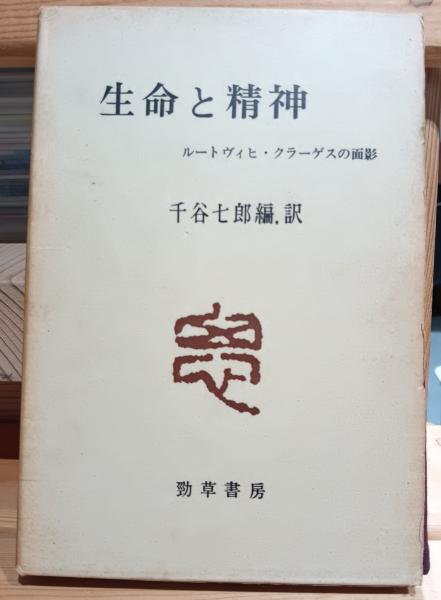 生命と精神
ルートヴィヒ・クラーゲスの面影
千谷七郎編.訳
勁草書房